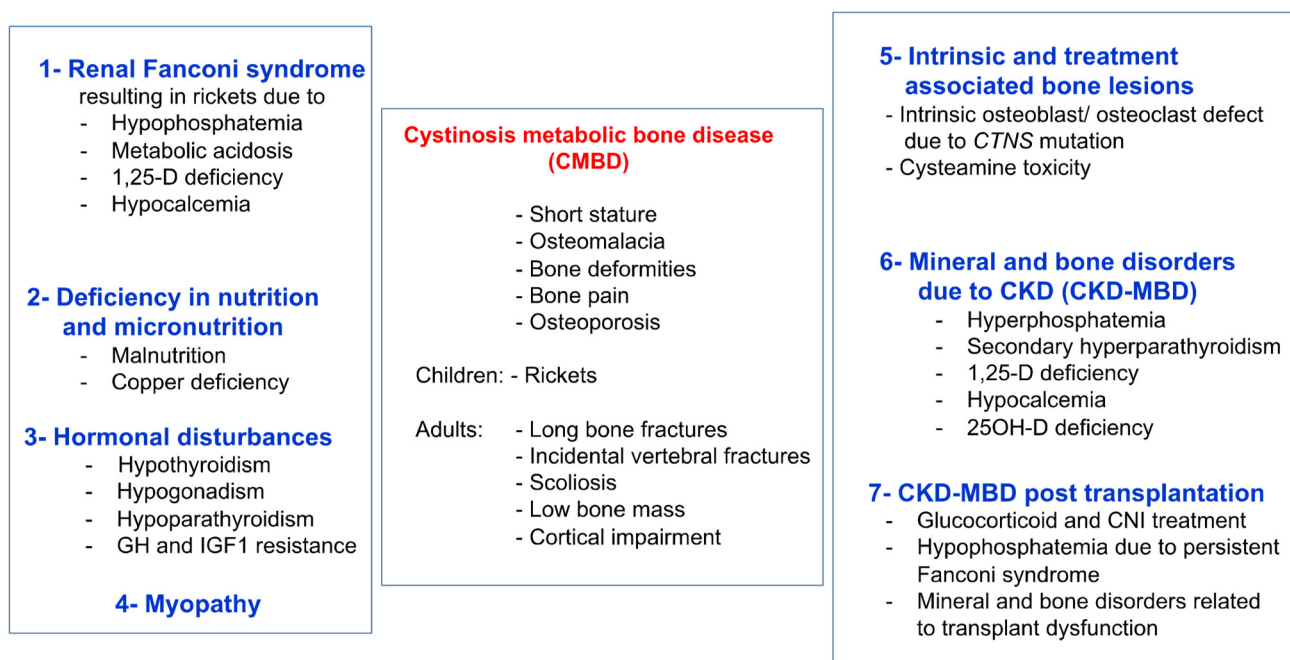 1- Renal Fanconi syndrome
resulting in rickets due to
- Hypophosphatemia
- Metabolic acidosis
- 1,25-D deficiency
- Hypocalcemia
2- Deficiency in nutrition
and micronutrition
- Malnutrition
- Copper deficiency
3- Hormonal disturbances
- Hypothyroidism
- Hypogonadism
- Hypoparathyroidism
- GH and IGF1 resistance
4- Myopathy
Cystinosis metabolic bone disease
(CMBD)
- Short stature
- Osteomalacia
- Bone deformities
- Bone pain
- Osteoporosis
Children: - Rickets
Adults: - Long bone fractures
- Incidental vertebral fractures
- Scoliosis
- Low bone mass
- Cortical impairment
5- Intrinsic and treatment
associated bone lesions
- Intrinsic osteoblast/ osteoclast defect
due to CTNS mutation
- Cysteamine toxicity
6- Mineral and bone disorders
due to CKD (CKD-MBD)
- Hyperphosphatemia
- Secondary hyperparathyroidism
- 1,25-D deficiency
- Hypocalcemia
- 25OH-D deficiency
7- CKD-MBD post transplantation
- Glucocorticoid and CNI treatment
- Hypophosphatemia due to persistent
Fanconi syndrome
- Mineral and bone disorders related
to transplant dysfunction